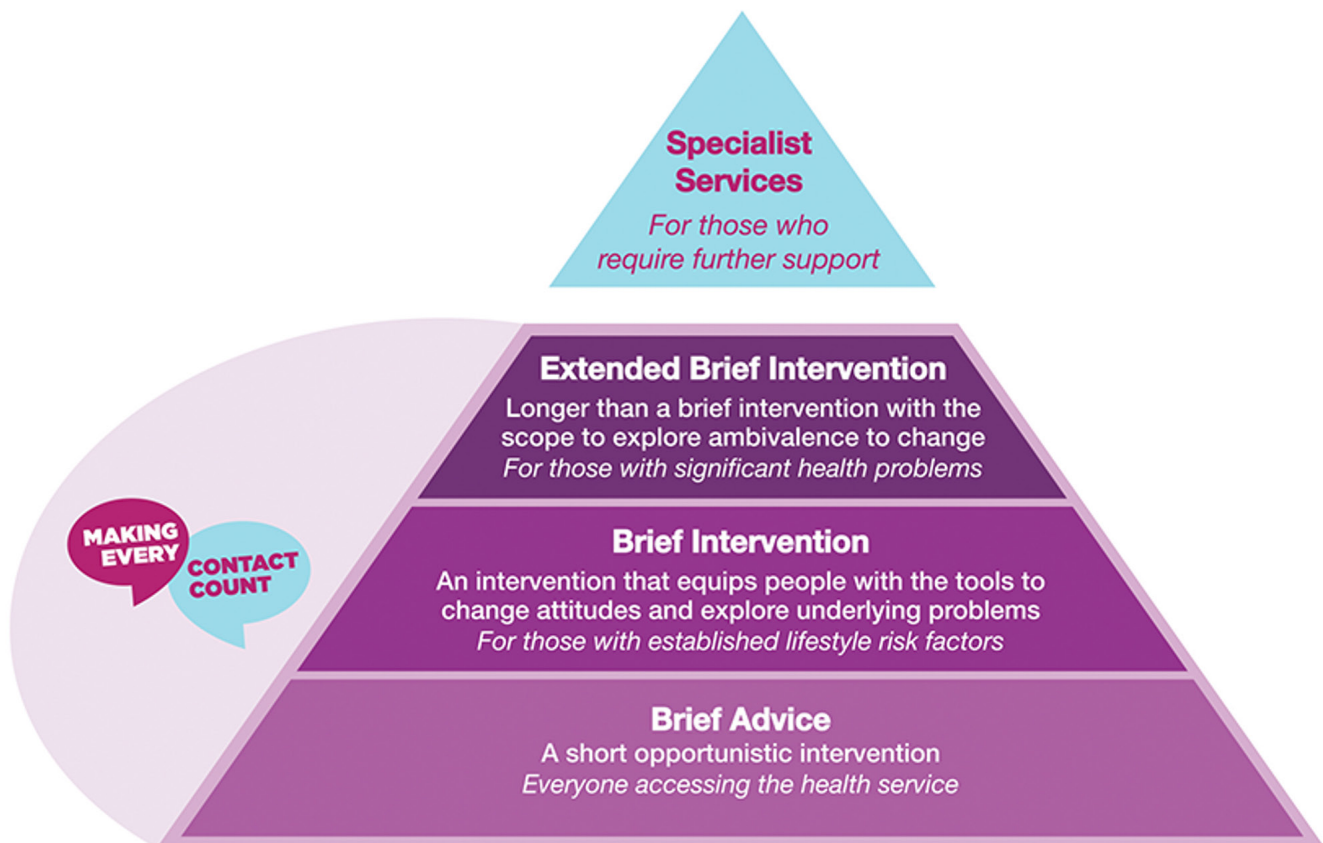 Specialist
Services
For those who
require further support
Extended Brief Intervention
Longer than a brief intervention with the
scope to explore ambivalence to change
For those with significant health problems
MAKING
EVERY
CONTACT
COUNT
Brief Intervention
An intervention that equips people with the tools to
change attitudes and explore underlying problems
For those with established lifestyle risk factors
Brief Advice
A short opportunistic intervention
Everyone accessing the health service